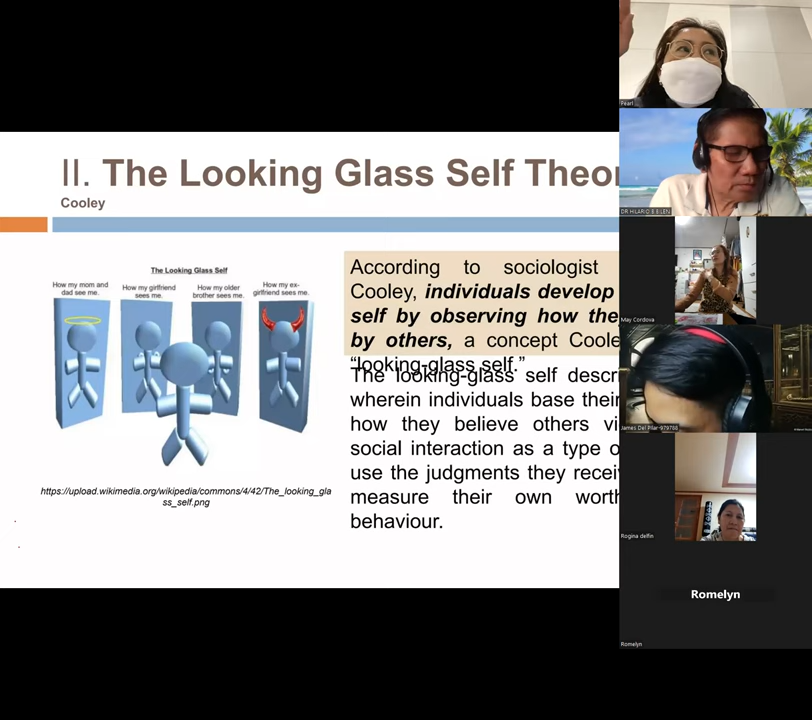 II. The Looking Glass Self Theor
Cooley
The Looking Glass Self
How my mom and
dad see me.
How my girlfriend
sees me.
How my older
brother sees me.
How my ex-
girlfriend sees me.
https://upload.wikimedia.org/wikipedia/commons/4/42/The_looking_gla
ss_self.png
According to sociologist
Cooley, individuals develop
self by observing how the
by others, a concept Coole
“looking-glass self.”
The looking-glass self descri
wherein individuals base their
how they believe others vi
social interaction as a type o
use the judgments they recei
measure their own worth
behaviour.
Pearl
DR HILARIO B BLEN
May Cordova
James Del Pilar-979788
Rogina delfin
Romelyn
Romelyn